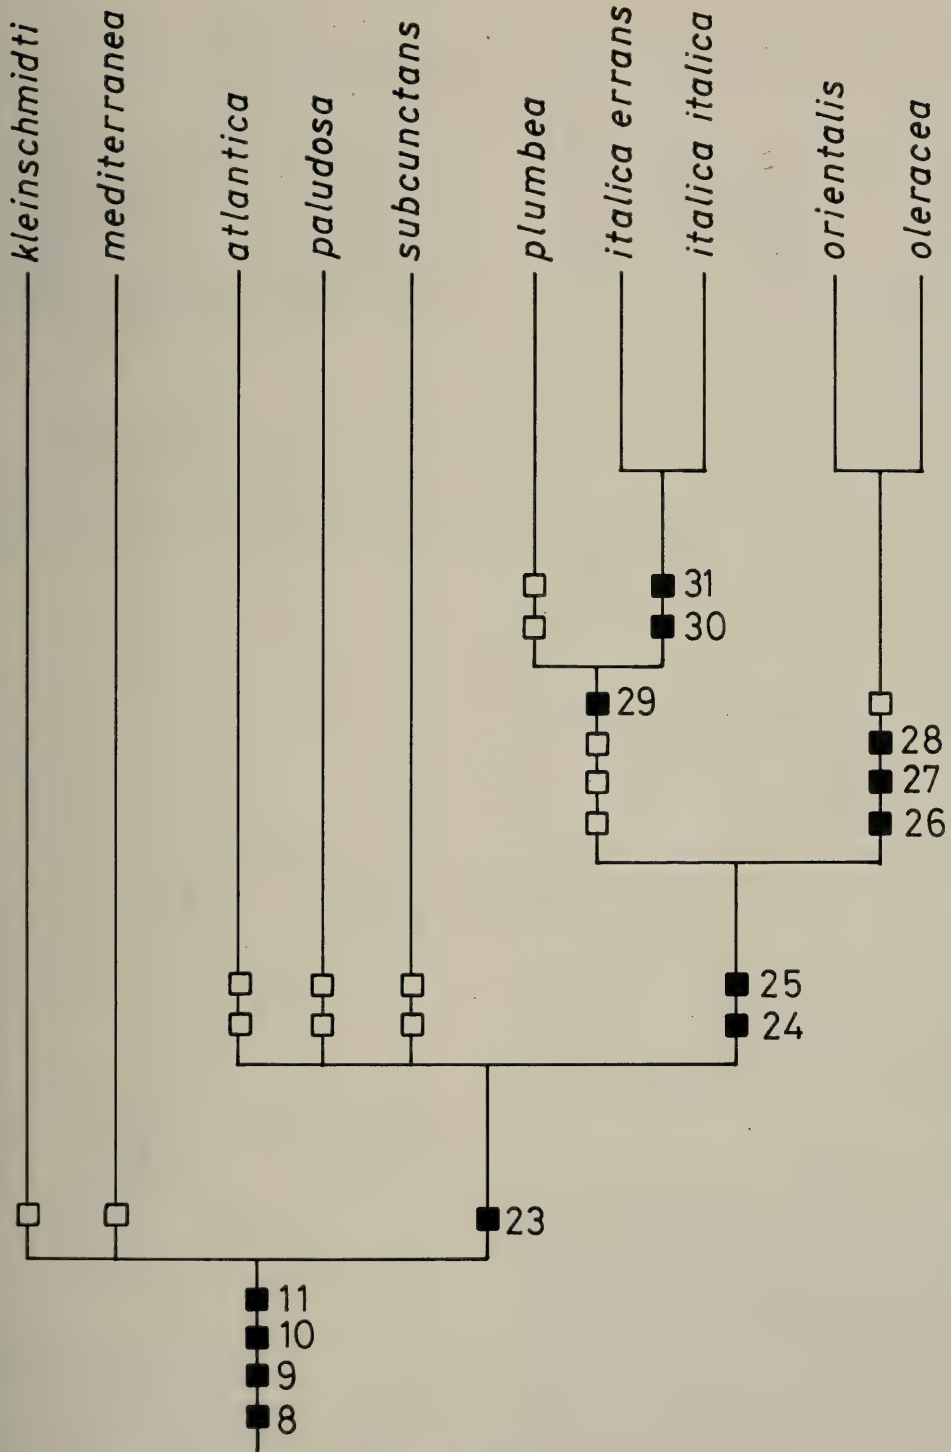 kleinschmidti
mediterranea
atlantica
paludosa
subcunctans
plumbea
italica errans
italica italica
orientalis
oleracea
31
30
29
28
27
26
25
24
23
11
10
9
8